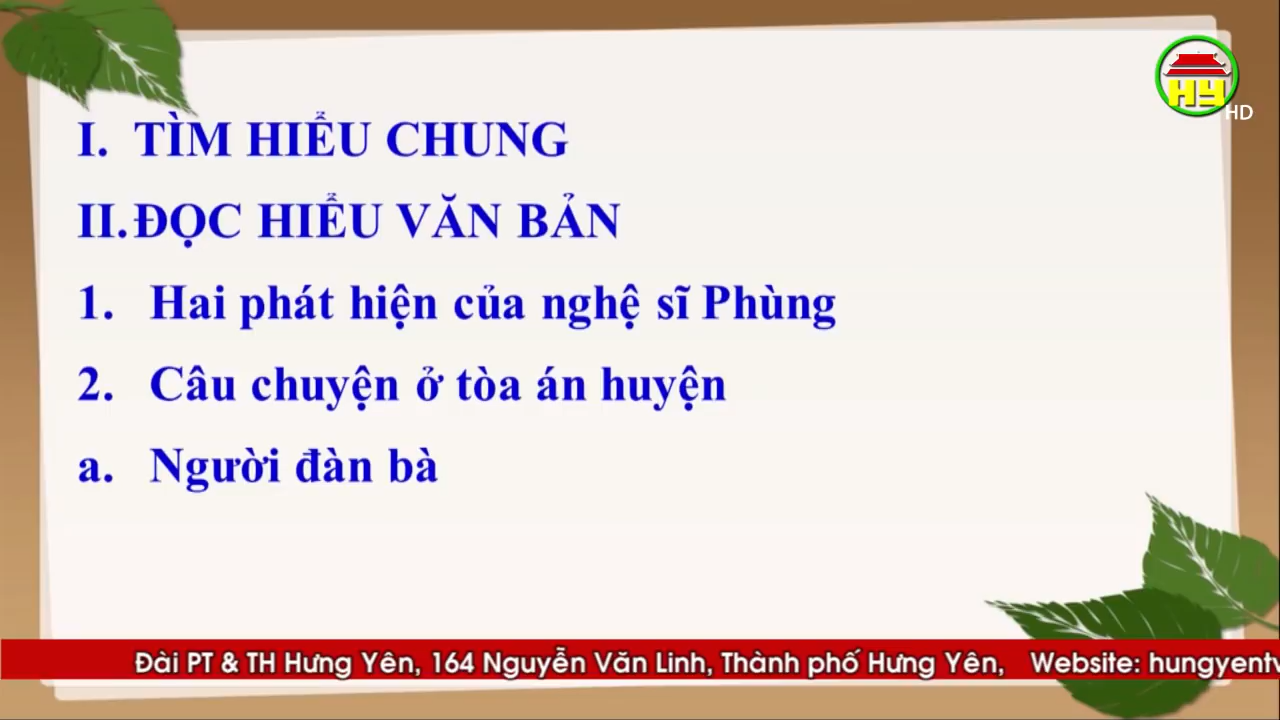 HY
HD
I. TÌM HIỂU CHUNG
II. ĐỌC HIỂU VĂN BẢN
1. Hai phát hiện của nghệ sĩ Phùng
2. Câu chuyện ở tòa án huyện
a. Người đàn bà
Đài PT & TH Hưng Yên, 164 Nguyễn Văn Linh, Thành phố Hưng Yên, Website: hungyentv